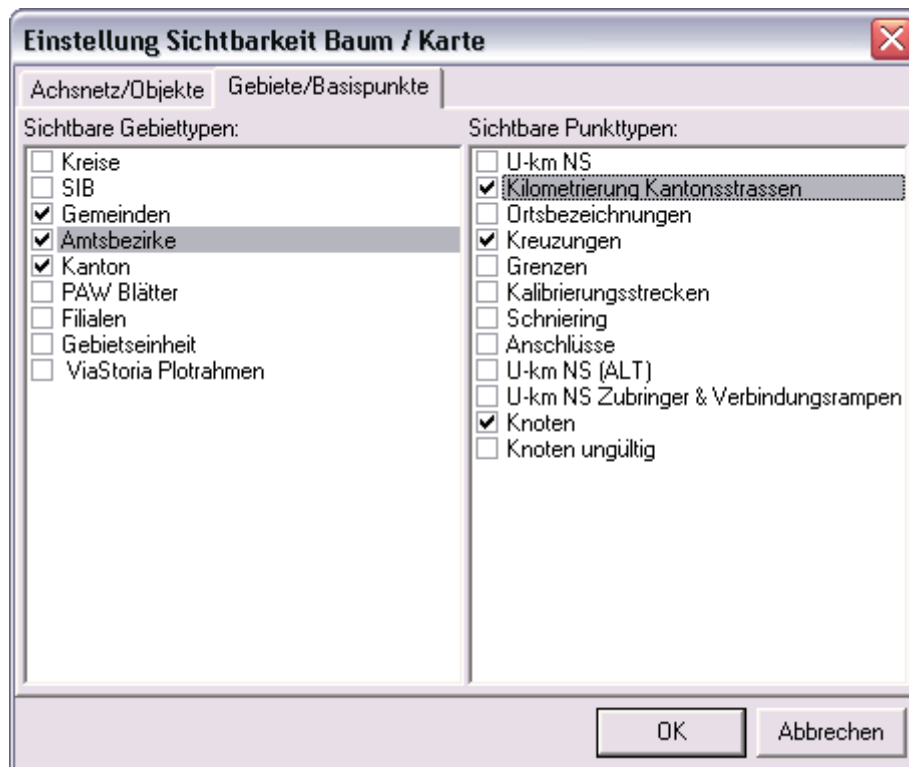 Einstellung Sichtbarkeit Baum / Karte
Achsnetz/Objekte
Gebiete/Basispunkte
Sichtbare Gebiettypen:
Kreise
SIB
Gemeinden
Amtsbezirke
Kanton
PAW Blätter
Filialen
Gebietseinheit
ViaStoria Plotrahmen
Sichtbare Punkttypen:
U-km NS
Kilometrierung Kantonsstrassen
Ortsbezeichnungen
Kreuzungen
Grenzen
Kalibrierungsstrecken
Schniering
Anschlüsse
U-km NS (ALT)
U-km NS Zubringer & Verbindungsrampen
Knoten
Knoten ungültig
OK
Abbrechen